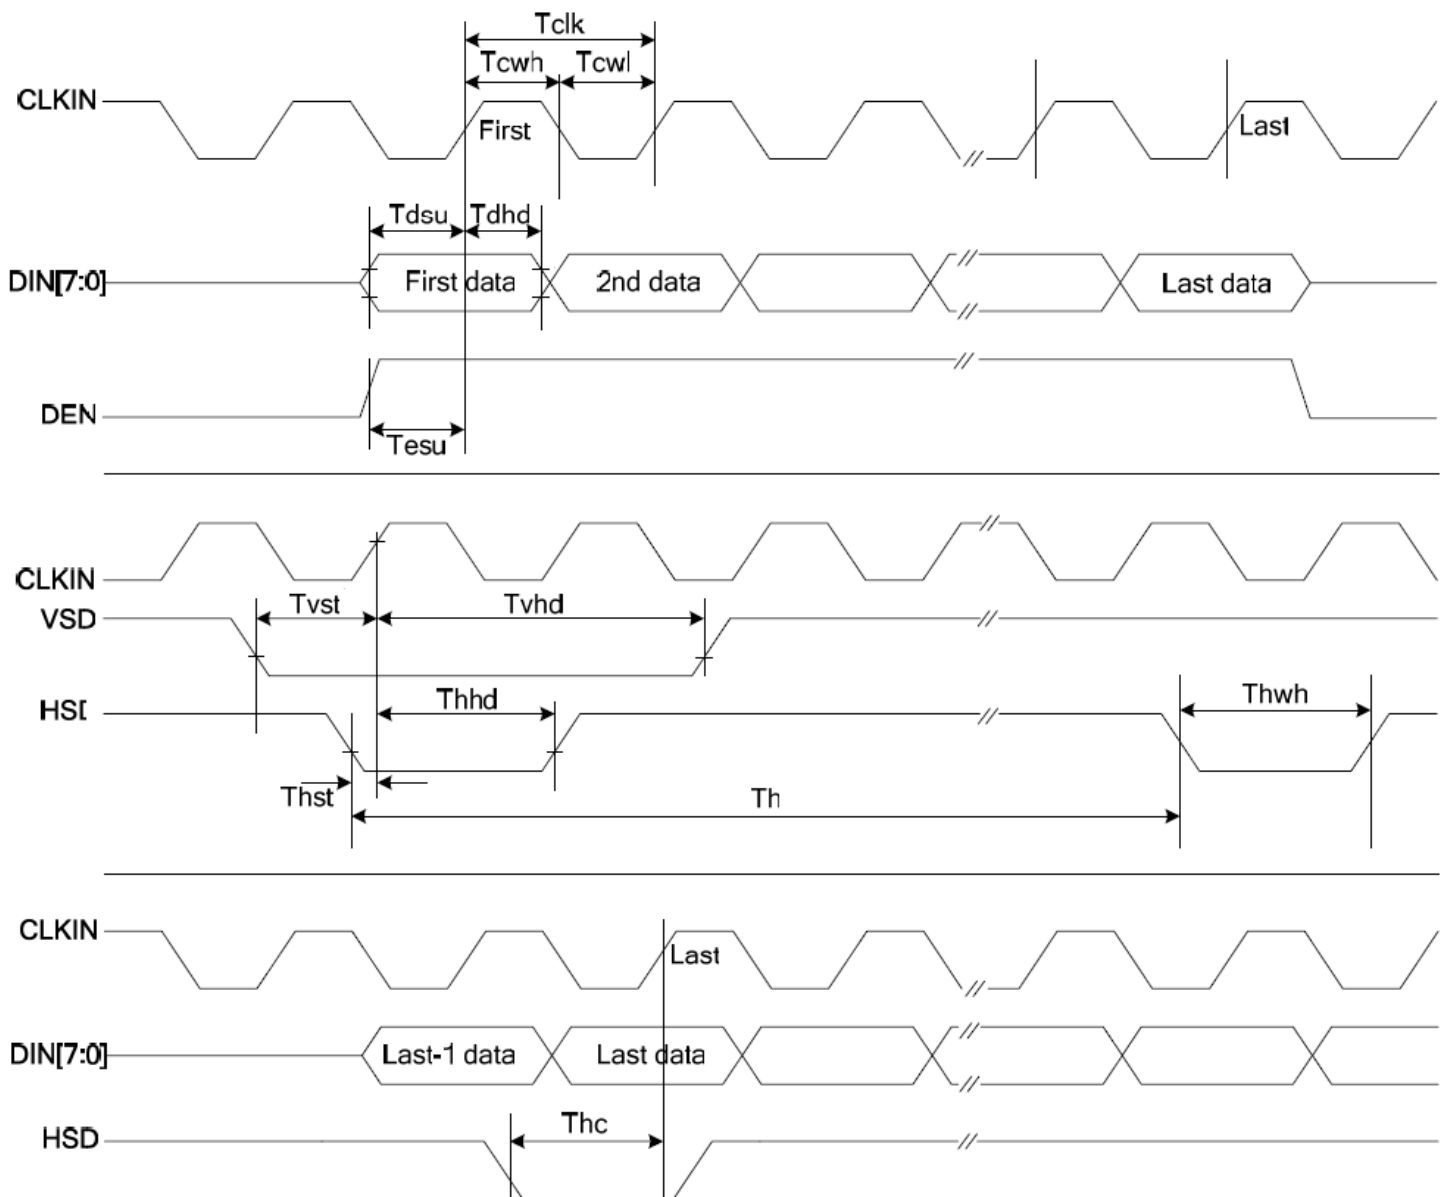 Tclk
Tcwh Tcwl
CLKIN
First
Last
Tdsu Tdhd
DIN[7:0]
First data
2nd data
Last data
DEN
Tesu
CLKIN
Tvst
Tvhd
VSD
Thhd
Thwh
HSD
Thst
Th
CLKIN
Last
DIN[7:0]
Last-1 data
Last data
Thc
HSD